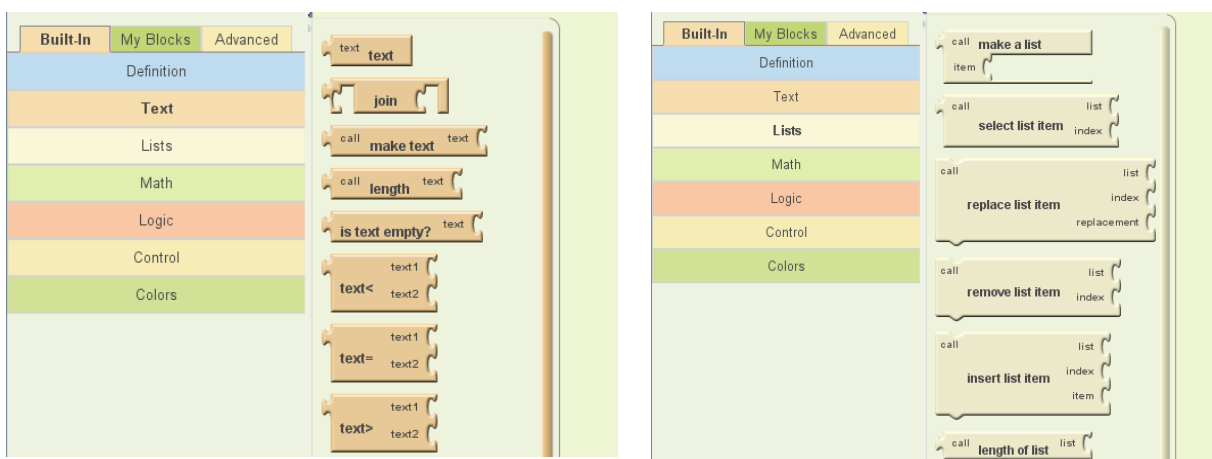 Built-In My Blocks Advanced
Definition
Text
Lists
Math
Logic
Control
Colors
text text
join
call make text text
call length text
is text empty? text
text1
text<
text2
text1
text=
text2
text1
text>
text2
Built-In My Blocks Advanced
Definition
Text
Lists
Math
Logic
Control
Colors
call make a list
item
call list
select list item index
call list
replace list item index
replacement
call list
remove list item index
call list
insert list item index
item
call length of list list